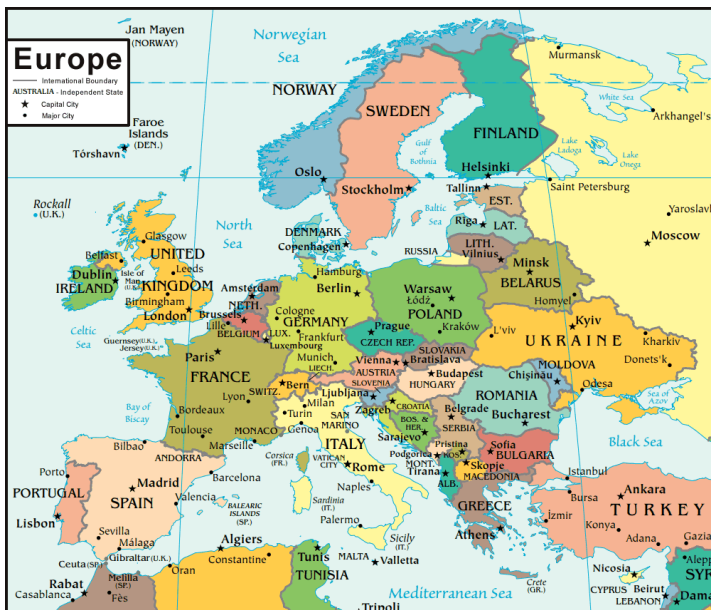 Jan Mayen
(NORWAY)
Norwegian
Sea
Europe
International Boundary
AUSTRALIA - Independent State
Capital City
Major City
Murmansk
NORWAY
White Sea
SWEDEN
Arkhangel's
Faroe
Islands
(DEN.)
Tórshavn
FINLAND
Gulf
of
Bothnia
Lake
Ladoga
Lake
Onega
Helsinki
Oslo
Stockholm
Tallinn
Saint Petersburg
EST.
Rockall
(U.K.)
Baltic
Sea
Yaroslavl
North
Sea
Rīga
LAT.
DENMARK
Copenhagen
Glasgow
Moscow
RUSSIA
LITH.
Vilnius
Belfast
UNITED
KINGDOM
Dublin
IRELAND
Isle of
Man
(U.K.)
Leeds
Minsk
BELARUS
Hamburg
Berlin
Amsterdam
NETH.
Warsaw
Łódź
POLAND
Birmingham
London
Homyel'
Celtic
Sea
Brussels
Lille
BELGIUM
Cologne
GERMANY
Kyiv
Guernsey(U.K.)
Jersey(U.K.)
LUX.
Luxembourg
Frankfurt
Prague
CZECH REP.
Kraków
L'viv
UKRAINE
Kharkiv
Paris
Munich
LIECH.
Vienna
SLOVAKIA
Bratislava
Donets'k
FRANCE
SWITZ.
Bern
AUSTRIA
Budapest
HUNGARY
MOLDOVA
Chişinău
SLOVENIA
Ljubljana
Odesa
Lyon
Sea of
Azov
Milan
Turin
Zagreb
CROATIA
ROMANIA
Bay of
Biscay
Bordeaux
Genoa
SAN
MARINO
BOS. &
HER.
Belgrade
SERBIA
Bucharest
Toulouse
MONACO
Marseille
Sarajevo
Black Sea
Bilbao
ITALY
Pristina
KOS.
Sofia
BULGARIA
ANDORRA
Corsica
(FR.)
VATICAN
CITY
Rome
Podgorica
MONT.
Skopje
MACEDONIA
Porto
Madrid
Barcelona
Tirana
ALB.
Istanbul
PORTUGAL
SPAIN
Valencia
Naples
Bursa
Ankara
Sardinia
(IT.)
BALEARIC
ISLANDS
(SP.)
GREECE
TURKEY
Lisbon
Palermo
İzmir
Konya
Sevilla
Málaga
Sicily
(IT.)
Athens
Adana
Gazia
Gibraltar(U.K.)
Ceuta(SP.)
Algiers
Constantine
Tunis
MALTA
Valletta
Alepp
Nicosia
Oran
TUNISIA
Crete
(GR.)
CYPRUS
SYR
Rabat
Melilla
(SP.)
Beirut
Casablanca
Fès
Mediterranean Sea
LEBANON
Dama
Tripoli